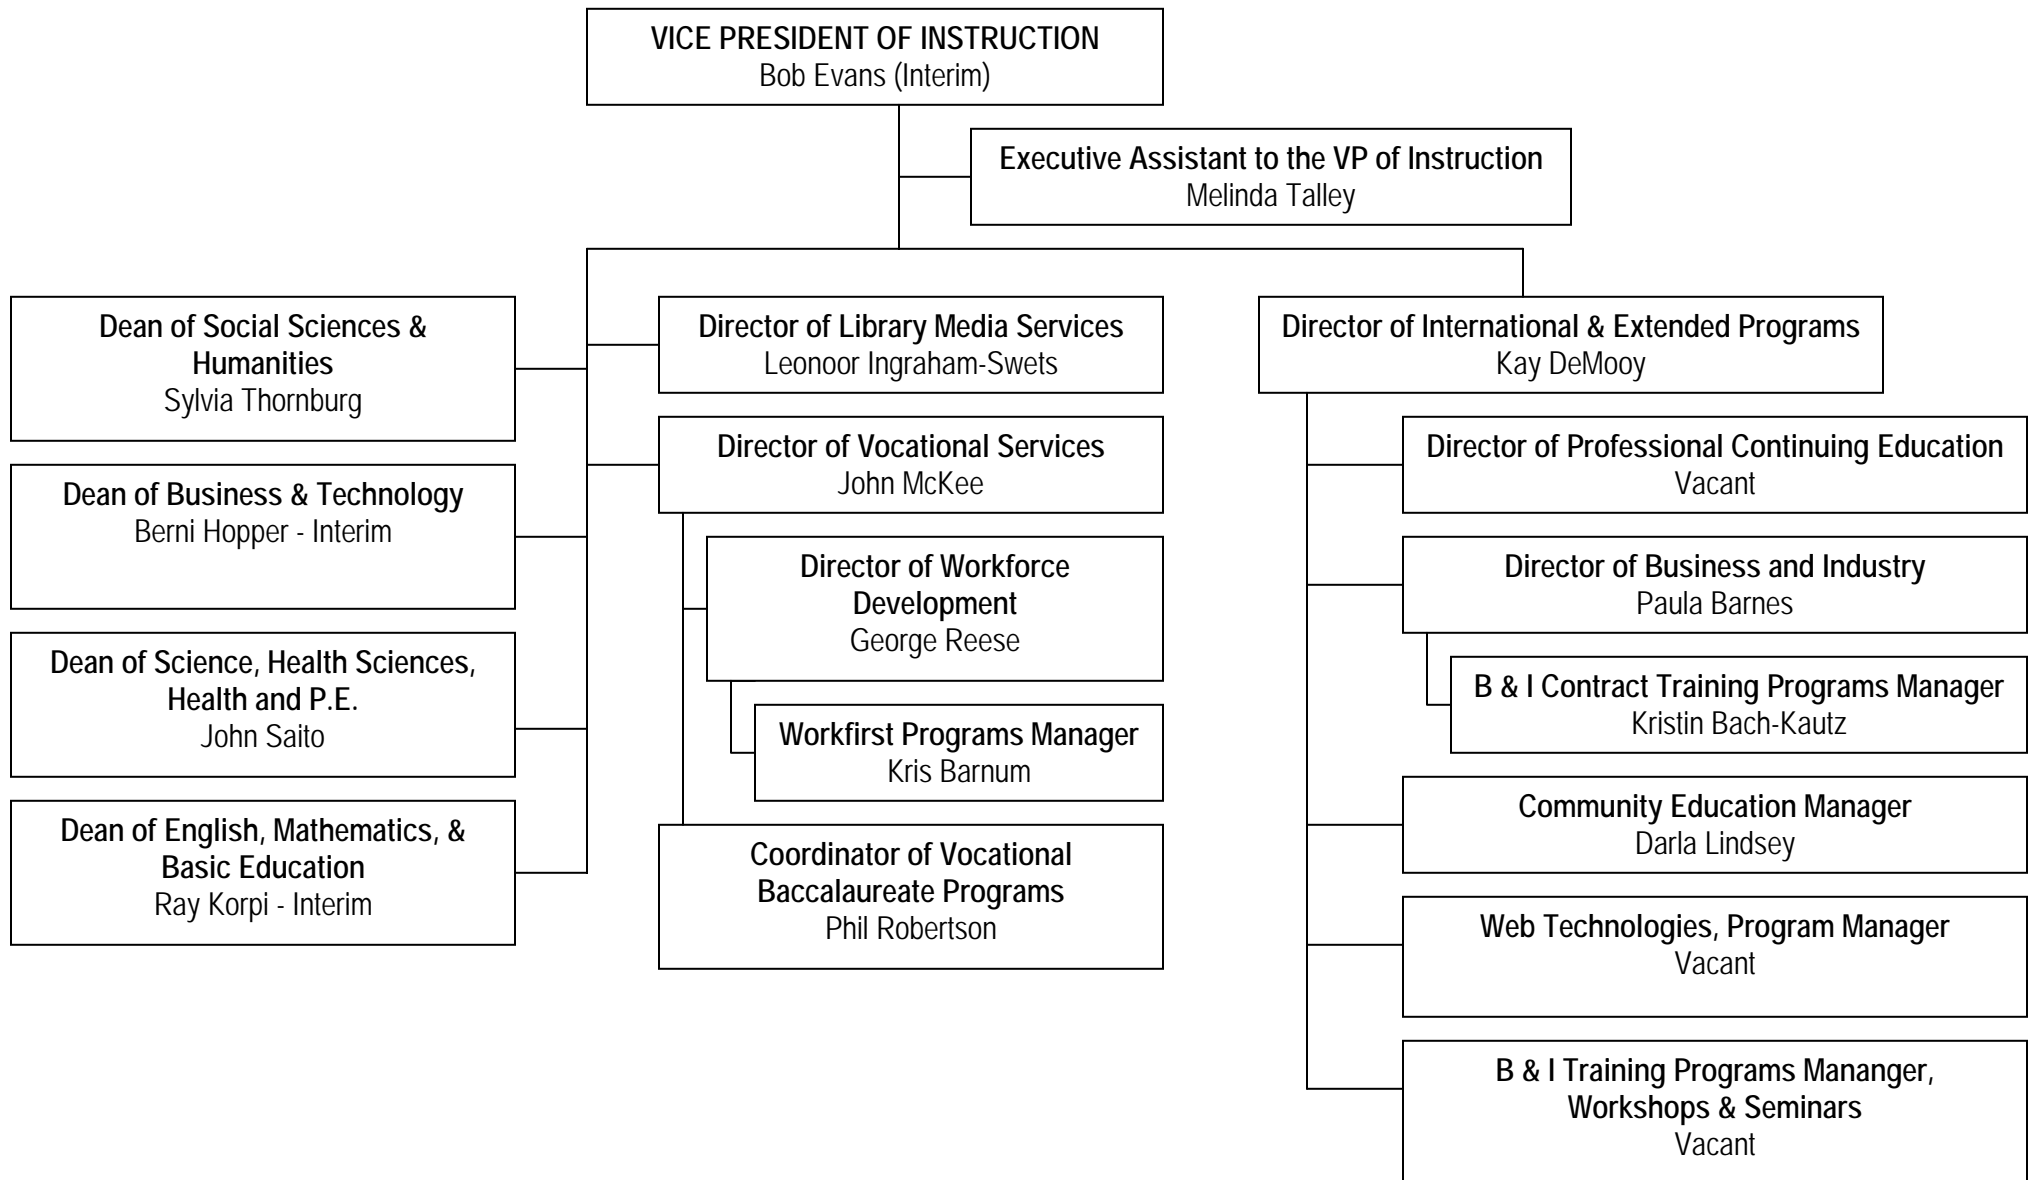 VICE PRESIDENT OF INSTRUCTION
Bob Evans (Interim)
Executive Assistant to the VP of Instruction
Melinda Talley
Dean of Social Sciences &
Humanities
Sylvia Thornburg
Dean of Business & Technology
Berni Hopper - Interim
Dean of Science, Health Sciences,
Health and P.E.
John Saito
Dean of English, Mathematics, &
Basic Education
Ray Korpi - Interim
Director of Library Media Services
Leonoor Ingraham-Swets
Director of Vocational Services
John McKee
Director of Workforce
Development
George Reese
Workfirst Programs Manager
Kris Barnum
Coordinator of Vocational
Baccalaureate Programs
Phil Robertson
Director of International & Extended Programs
Kay DeMooy
Director of Professional Continuing Education
Vacant
Director of Business and Industry
Paula Barnes
B & I Contract Training Programs Manager
Kristin Bach-Kautz
Community Education Manager
Darla Lindsey
Web Technologies, Program Manager
Vacant
B & I Training Programs Mananger,
Workshops & Seminars
Vacant